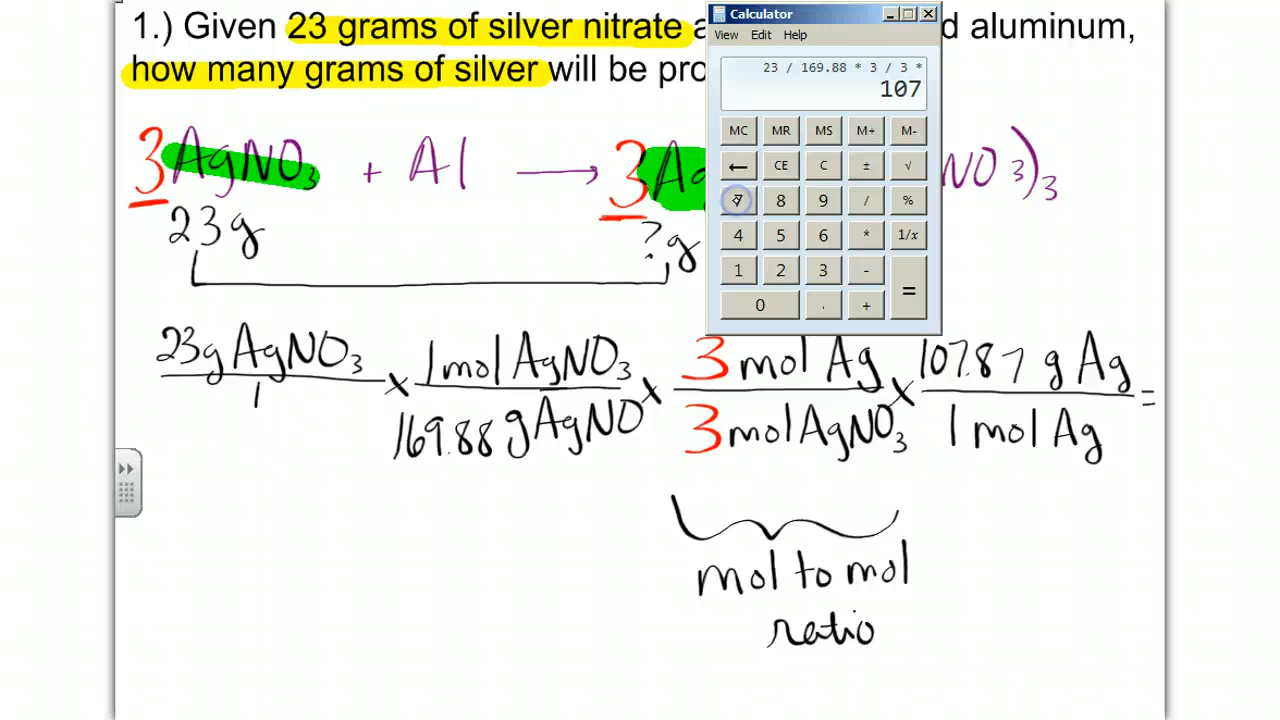 1.) Given 23 grams of silver nitrate a d aluminum,
how many grams of silver will be pro
Calculator
View Edit Help
23 / 169.88 * 3 / 3 *
107
MC MR MS M+ M-
← CE C ± √
7 8 9 / %
4 5 6 * 1/x
1 2 3 - =
0 . +
3AgNO3 + Al → 3Ag NO3)3
23g ?g
23g AgNO3 × 1mol AgNO3 × 3 mol Ag × 107.87 g Ag =
1 169.88 g AgNO 3 mol AgNO3 1 mol Ag
mol to mol
ratio